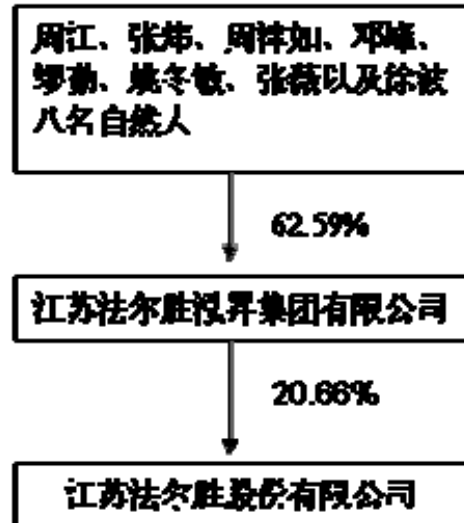 周江、张炜、周津如、邓峰、
缪勤、姚冬敏、张薇以及徐波
八名自然人
62.59%
江苏法尔胜泓昇集团有限公司
20.66%
江苏法尔胜股份有限公司